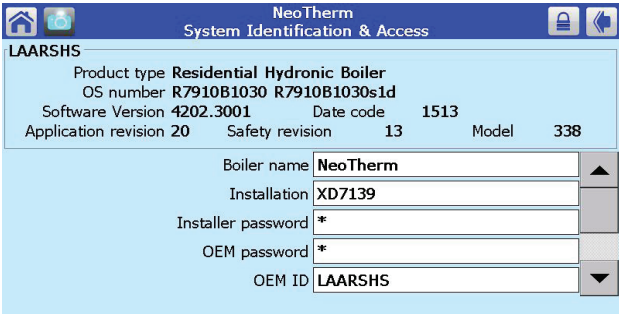 NeoTherm
System Identification & Access
LAARSHS
Product type Residential Hydronic Boiler
OS number R7910B1030 R7910B1030s1d
Software Version 4202.3001 Date code 1513
Application revision 20 Safety revision 13 Model 338
Boiler name NeoTherm
Installation XD7139
Installer password *
OEM password *
OEM ID LAARSHS